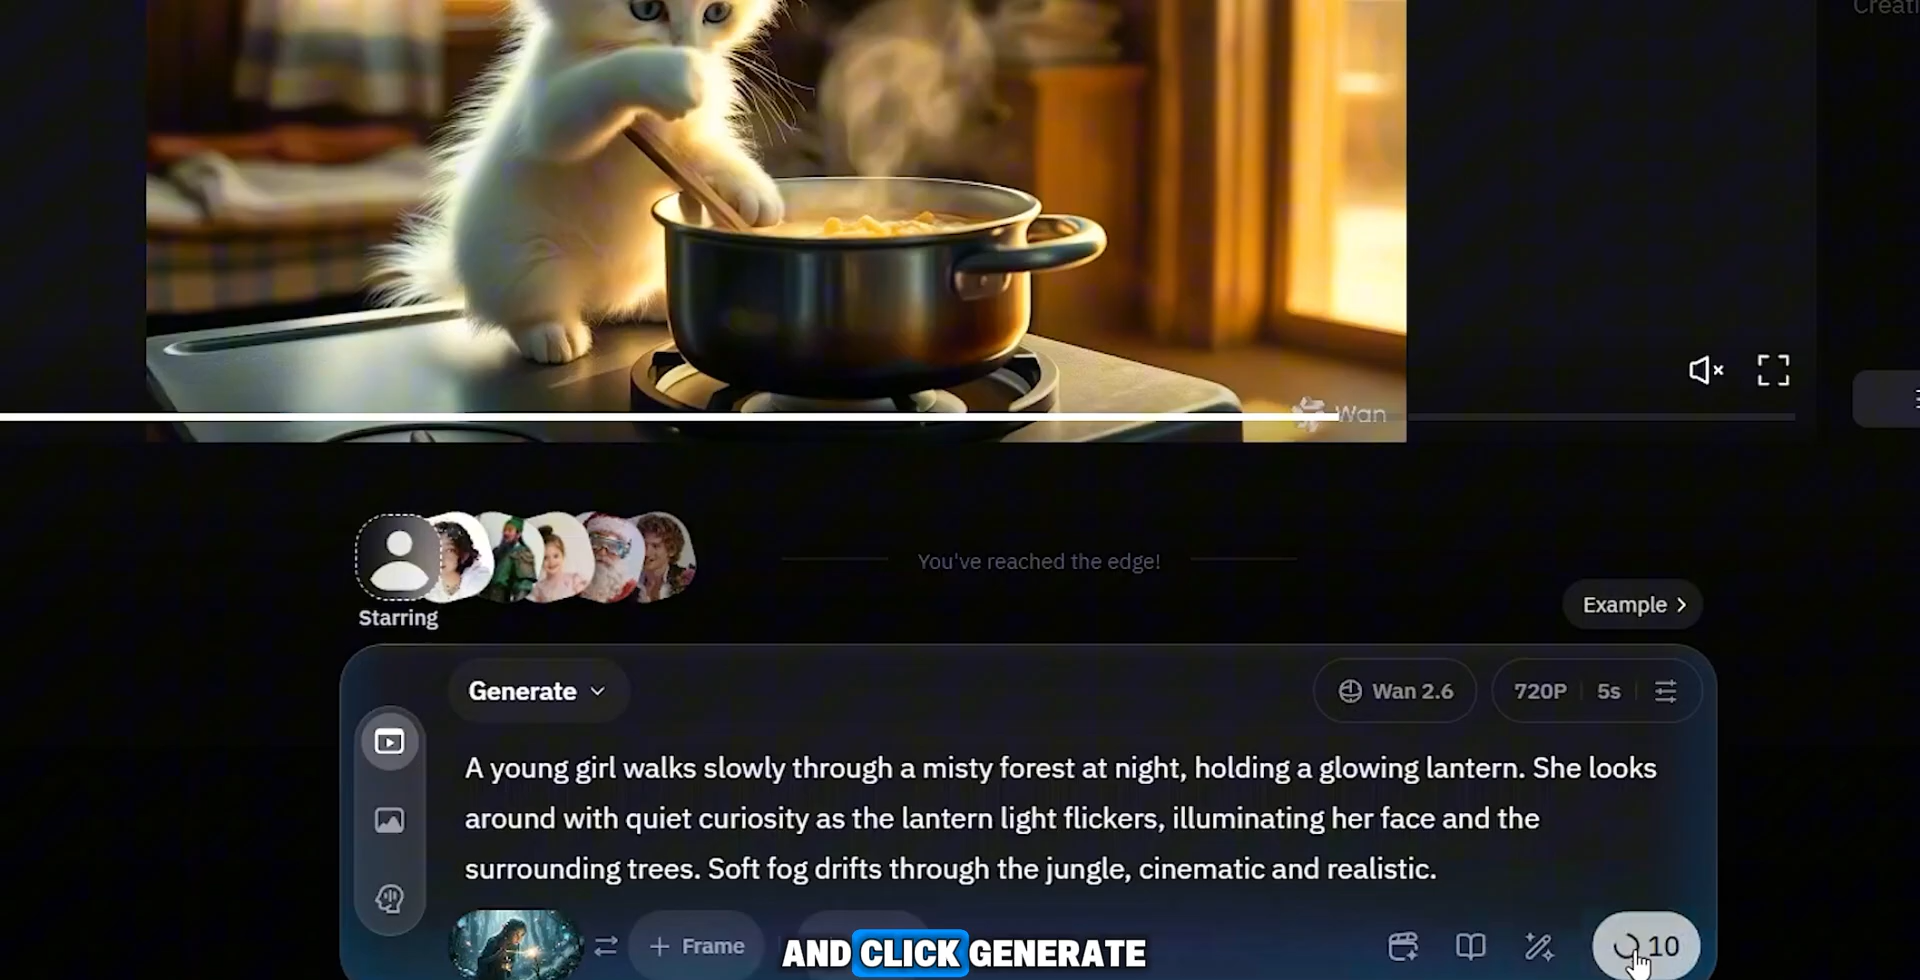 Creati
Wan
You've reached the edge!
Starring
Example
Generate
Wan 2.6
720P
5s
A young girl walks slowly through a misty forest at night, holding a glowing lantern. She looks
around with quiet curiosity as the lantern light flickers, illuminating her face and the
surrounding trees. Soft fog drifts through the jungle, cinematic and realistic.
+ Frame
10
AND CLICK GENERATE